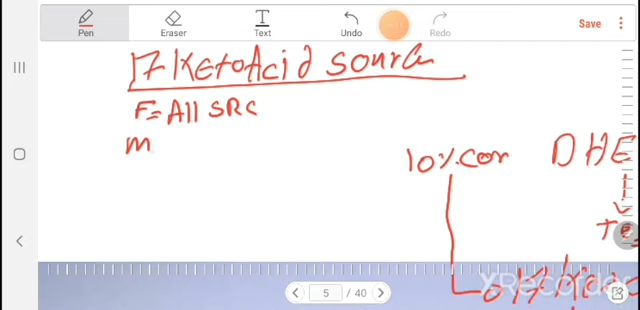 Pen
Eraser
Text
Undo
Redo
Save
17 KetoAcid source
F= All SRC
m
10% cor
DHE
5 / 40
XRecorder